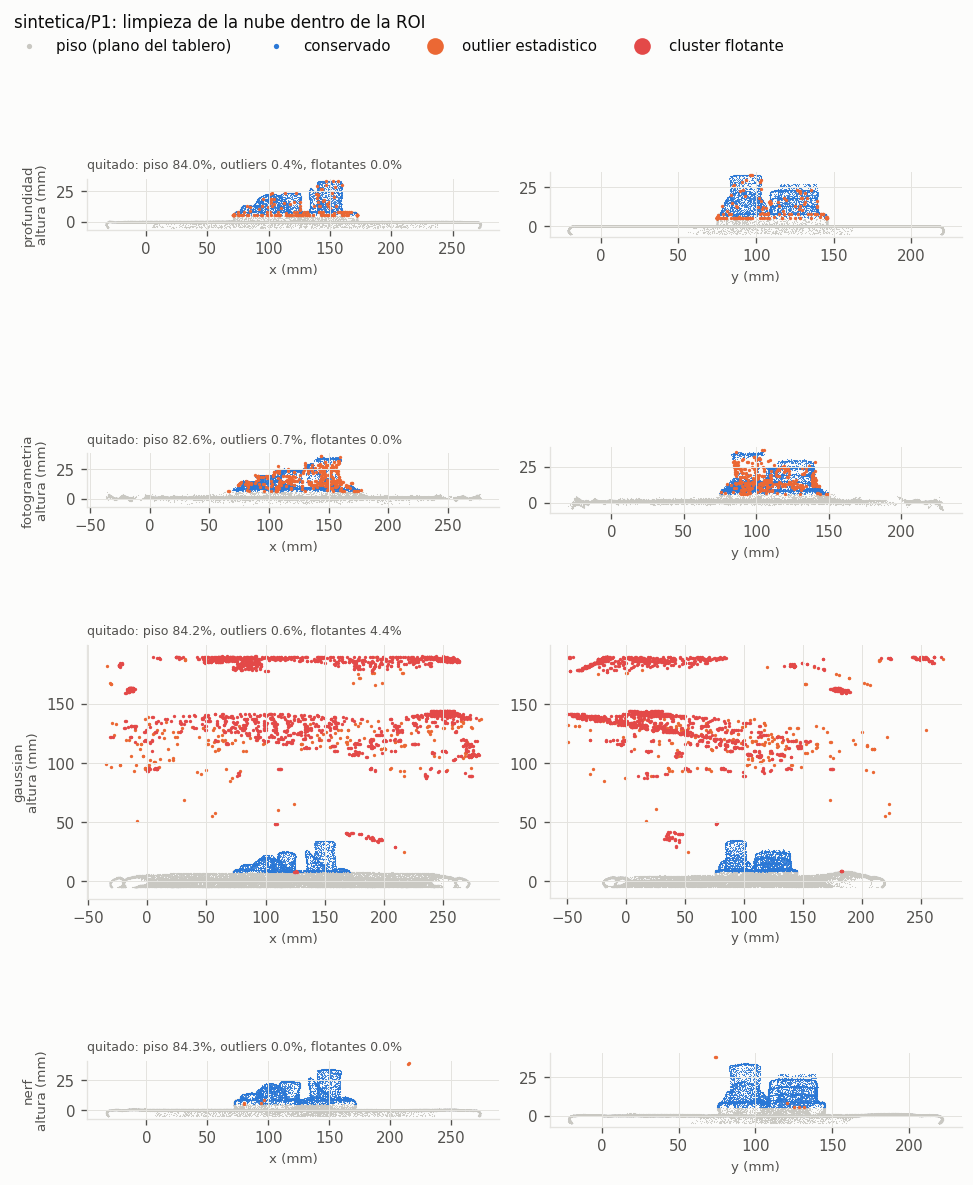 sintetica/P1: limpieza de la nube dentro de la ROI
piso (plano del tablero) conservado outlier estadistico cluster flotante
quitado: piso 84.0%, outliers 0.4%, flotantes 0.0%
profundidad
altura (mm)
25
0
0 50 100 150 200 250
x (mm)
25
0
0 50 100 150 200
y (mm)
quitado: piso 82.6%, outliers 0.7%, flotantes 0.0%
fotogrametria
altura (mm)
25
0
−50 0 50 100 150 200 250
x (mm)
25
0
0 50 100 150 200
y (mm)
quitado: piso 84.2%, outliers 0.6%, flotantes 4.4%
gaussian
altura (mm)
150
100
50
0
−50 0 50 100 150 200 250
x (mm)
150
100
50
0
−50 0 50 100 150 200 250
y (mm)
quitado: piso 84.3%, outliers 0.0%, flotantes 0.0%
nerf
altura (mm)
25
0
0 50 100 150 200 250
x (mm)
25
0
0 50 100 150 200
y (mm)